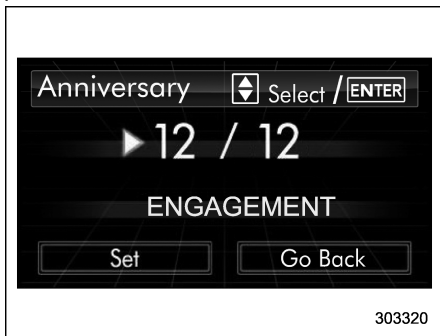 Anniversary Select / ENTER
12 / 12
ENGAGEMENT
Set Go Back
303320